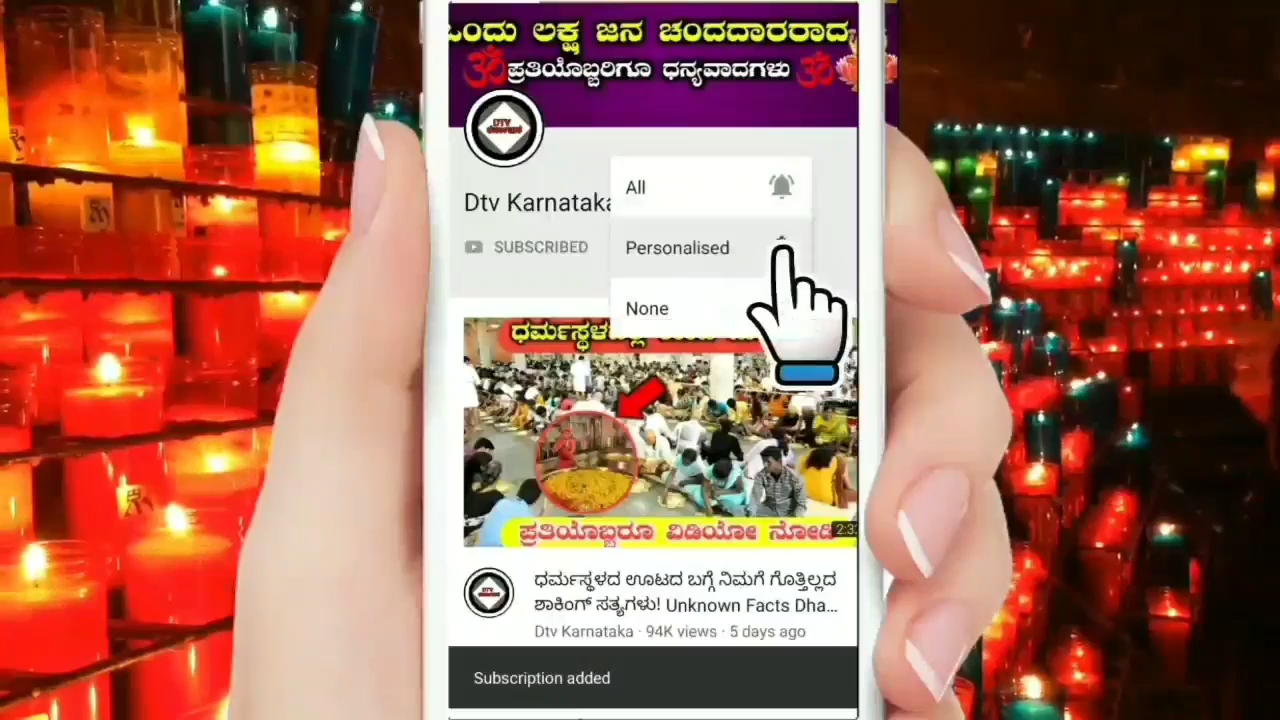 ಒಂದು ಲಕ್ಷ ಜನ ಚಂದದಾರರಾದ
ಪ್ರತಿಯೊಬ್ಬರಿಗೂ ಧನ್ಯವಾದಗಳು
DTV
All
Dtv Karnataka
Personalised
SUBSCRIBED
None
ಪ್ರತಿಯೊಬ್ಬರೂ ವಿಡಿಯೋ ನೋಡಿ
ಧರ್ಮಸ್ಥಳದ ಊಟದ ಬಗ್ಗೆ ನಿಮಗೆ ಗೊತ್ತಿಲ್ಲದ
ಶಾಕಿಂಗ್ ಸತ್ಯಗಳು! Unknown Facts Dha...
Dtv Karnataka · 94K views · 5 days ago
Subscription added